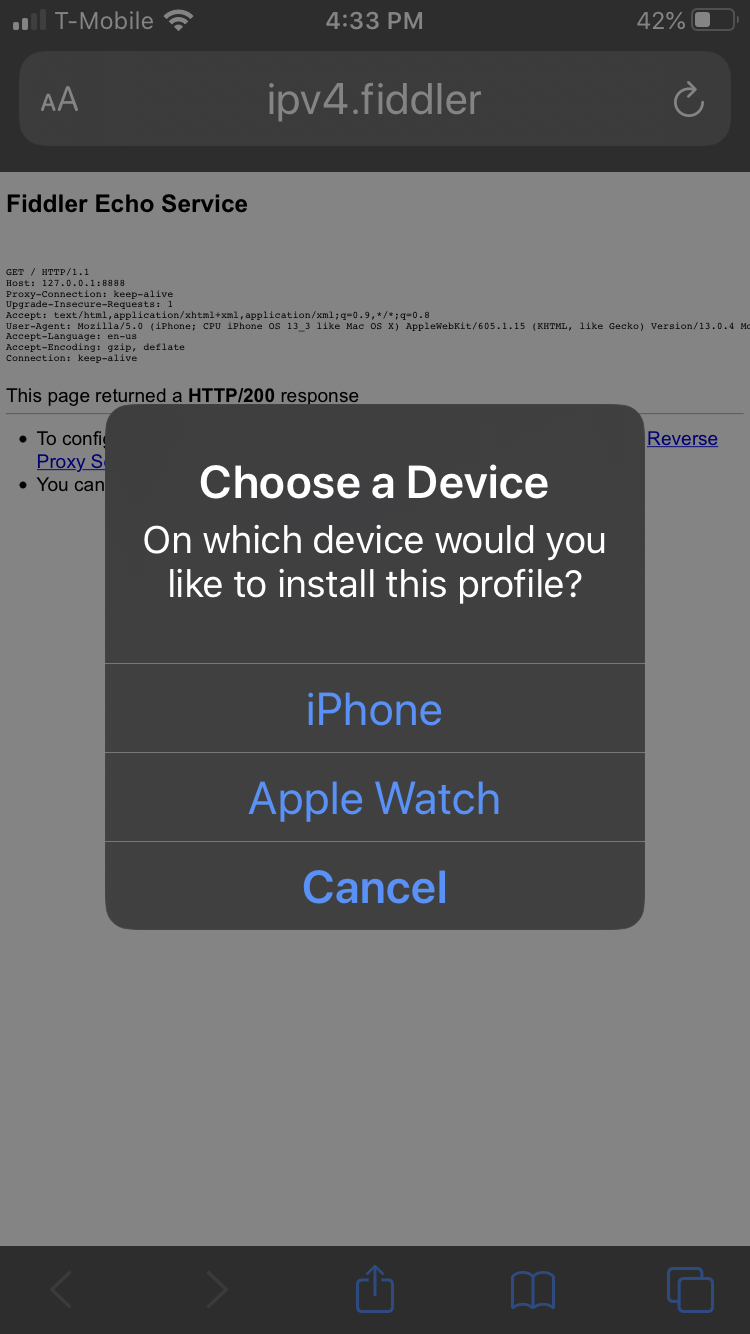 T-Mobile 4:33 PM 42%
AA ipv4.fiddler
Fiddler Echo Service
GET / HTTP/1.1
Host: 127.0.0.1:8888
Proxy-Connection: keep-alive
Upgrade-Insecure-Requests: 1
Accept: text/html,application/xhtml+xml,application/xml;q=0.9,*/*;q=0.8
User-Agent: Mozilla/5.0 (iPhone; CPU iPhone OS 13_3 like Mac OS X) AppleWebKit/605.1.15 (KHTML, like Gecko) Version/13.0.4 Mo
Accept-Language: en-us
Accept-Encoding: gzip, deflate
Connection: keep-alive
This page returned a HTTP/200 response
• To config Reverse
Proxy Se
• You can
Choose a Device
On which device would you
like to install this profile?
iPhone
Apple Watch
Cancel